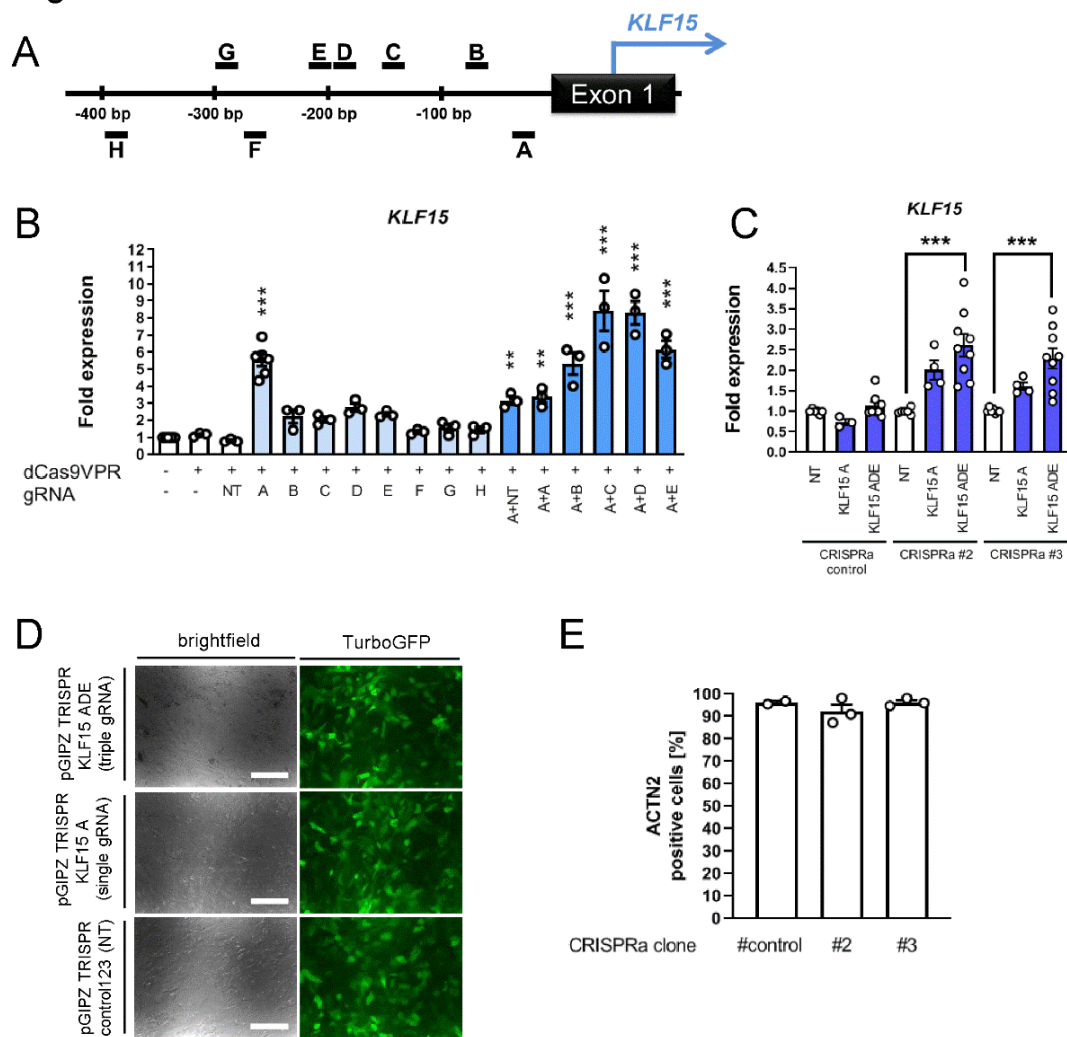 A
KLF15
G E D C B
Exon 1
-400 bp -300 bp -200 bp -100 bp
H F A
B
KLF15
Fold expression
12
11
10
9
8
7
6
5
4
3
2
1
0
*** ** ** *** *** *** ***
dCas9VPR - + + + + + + + + + + + + + + + +
gRNA - - NT A B C D E F G H A+NT A+A A+B A+C A+D A+E
C
KLF15
*** ***
Fold expression
4.5
4.0
3.5
3.0
2.5
2.0
1.5
1.0
0.5
0.0
NT KLF15 A KLF15 ADE NT KLF15 A KLF15 ADE NT KLF15 A KLF15 ADE
CRISPRa control CRISPRa #2 CRISPRa #3
D
brightfield TurboGFP
pGIPZ TRISPR
KLF15 ADE
(triple gRNA)
pGIPZ TRISPR
KLF15 A
(single gRNA)
pGIPZ TRISPR
control123 (NT)
E
ACTN2
positive cells [%]
100
90
80
70
60
50
40
30
20
10
0
CRISPRa clone #control #2 #3